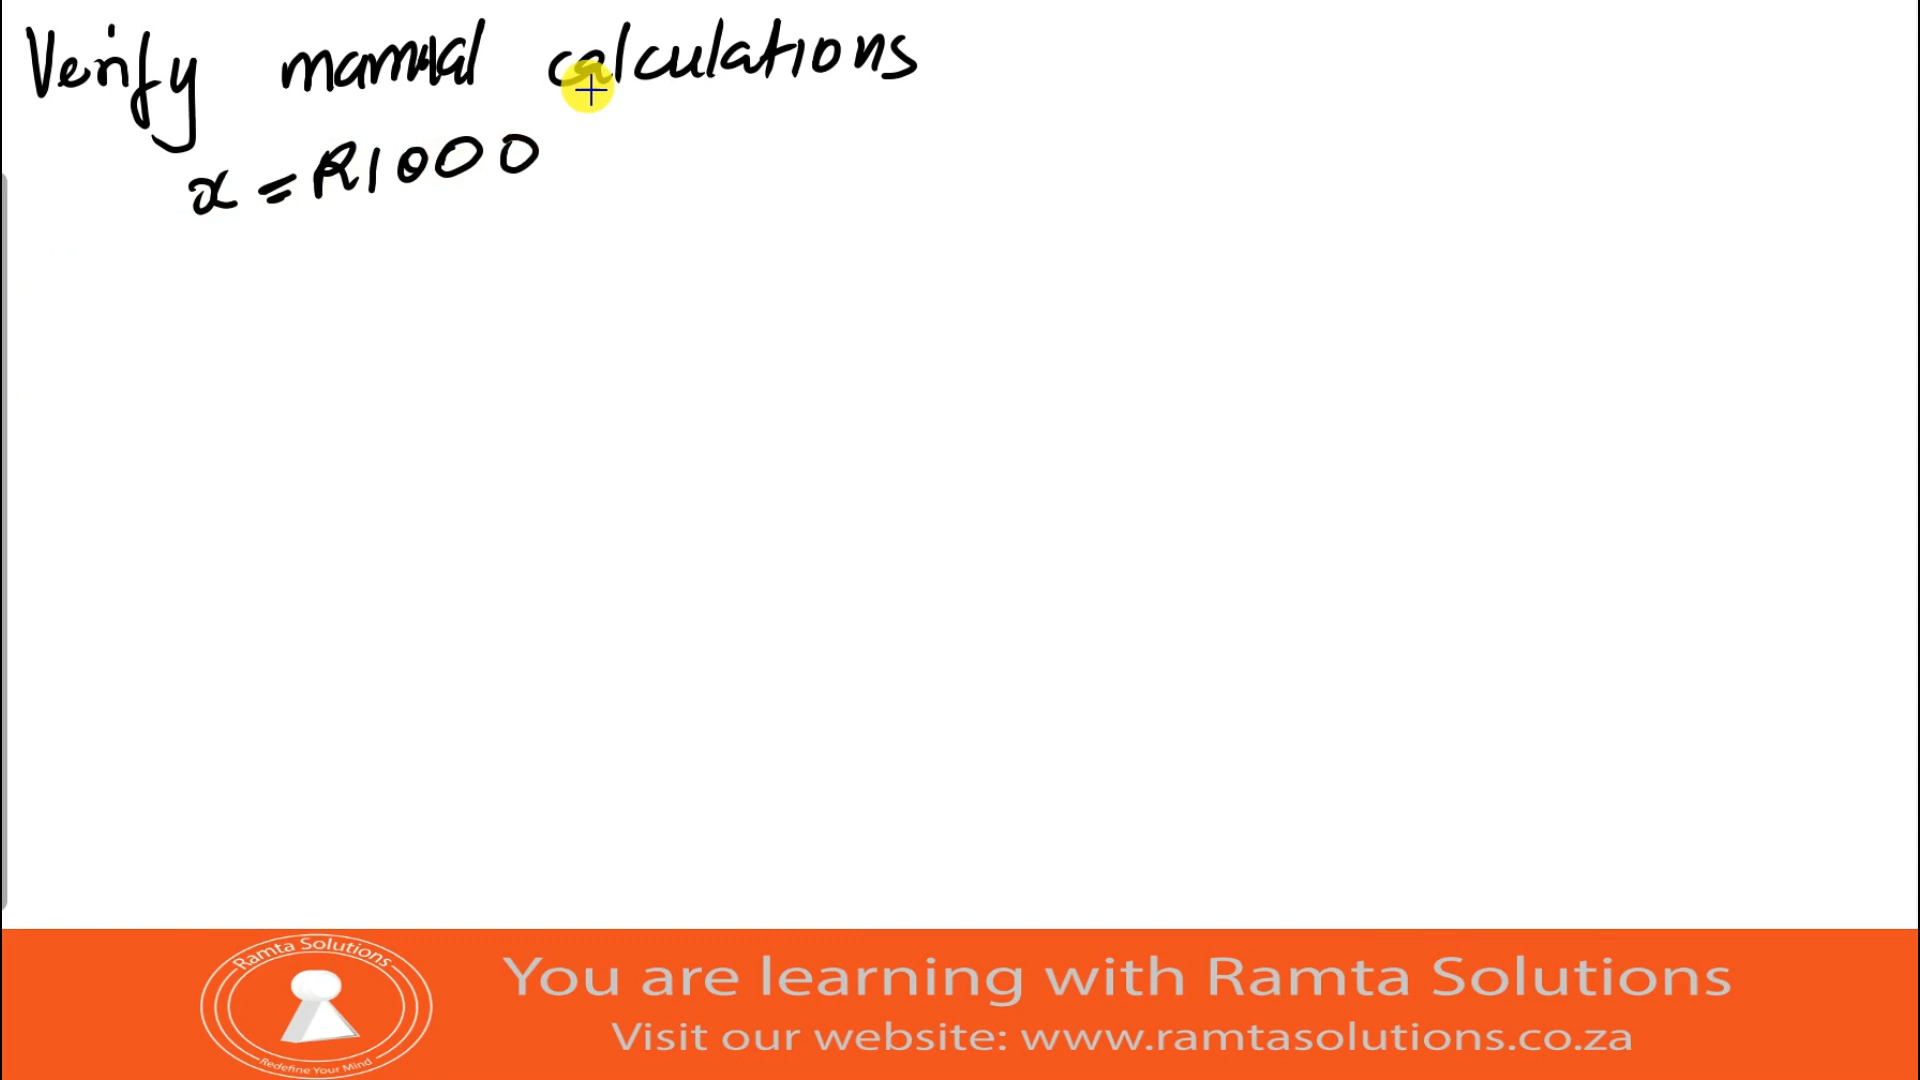 Verify manual calculations
x = R1000
Ramta Solutions
Redefine Your Mind
You are learning with Ramta Solutions
Visit our website: www.ramtasolutions.co.za